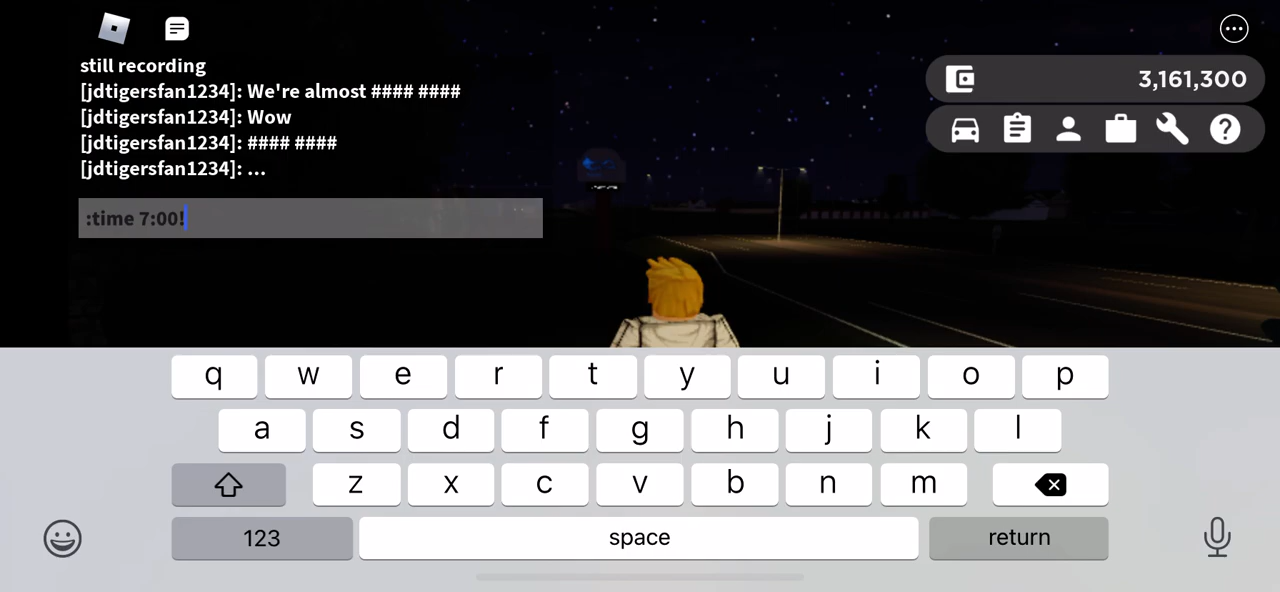 still recording
[jdtigersfan1234]: We're almost #### ####
[jdtigersfan1234]: Wow
[jdtigersfan1234]: #### ####
[jdtigersfan1234]: ...
:time 7:00!
3,161,300
q w e r t y u i o p
a s d f g h j k l
z x c v b n m
123 space return